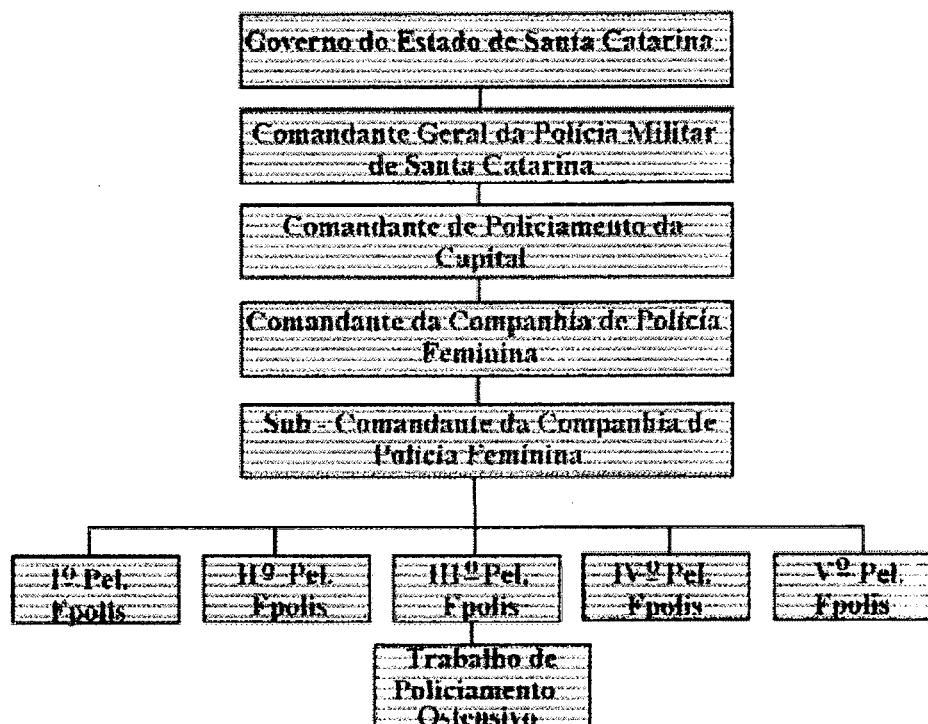 Governo do Estado de Santa Catarina
Comandante Geral da Polícia Militar
de Santa Catarina
Comandante de Policiamento da
Capital
Comandante da Companhia de Polícia
Feminina
Sub - Comandante da Companhia de
Polícia Feminina
Iº Pel.
Fpolis
IIº Pel.
Fpolis
IIIº Pel.
Fpolis
IVº Pel.
Fpolis
Vº Pel.
Fpolis
Trabalho de
Policiamento
Ostensivo